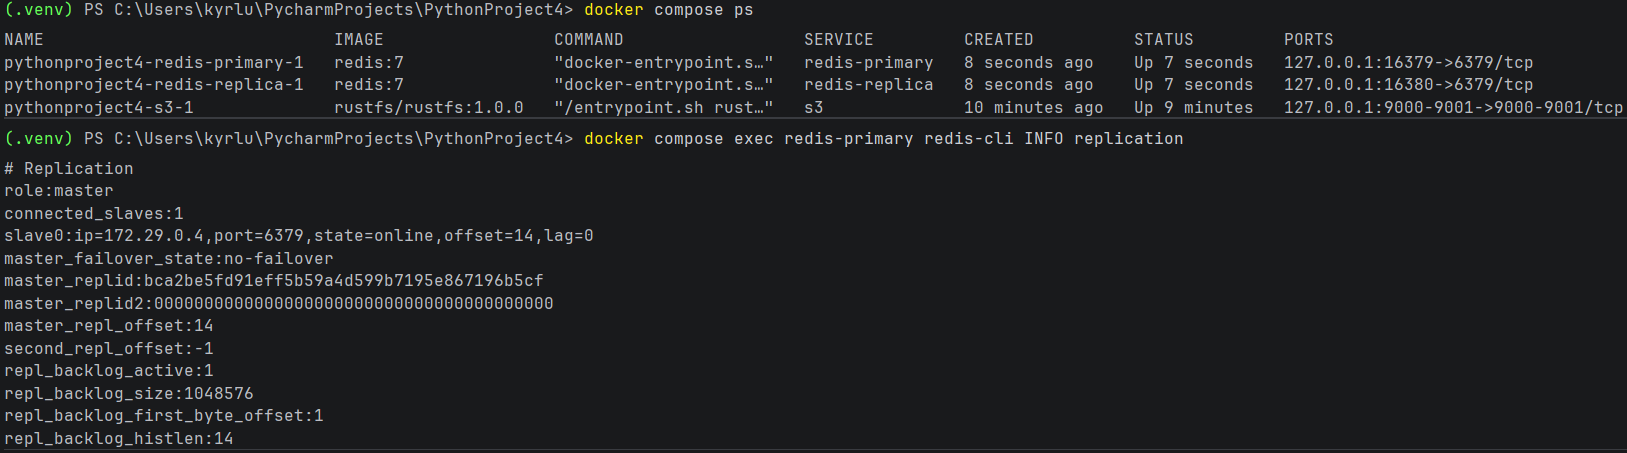 (.venv) PS C:\Users\kyrlu\PycharmProjects\PythonProject4> docker compose ps
NAME IMAGE COMMAND SERVICE CREATED STATUS PORTS
pythonproject4-redis-primary-1 redis:7 "docker-entrypoint.s…" redis-primary 8 seconds ago Up 7 seconds 127.0.0.1:16379->6379/tcp
pythonproject4-redis-replica-1 redis:7 "docker-entrypoint.s…" redis-replica 8 seconds ago Up 7 seconds 127.0.0.1:16380->6379/tcp
pythonproject4-s3-1 rustfs/rustfs:1.0.0 "/entrypoint.sh rust…" s3 10 minutes ago Up 9 minutes 127.0.0.1:9000-9001->9000-9001/tcp
(.venv) PS C:\Users\kyrlu\PycharmProjects\PythonProject4> docker compose exec redis-primary redis-cli INFO replication
# Replication
role:master
connected_slaves:1
slave0:ip=172.29.0.4,port=6379,state=online,offset=14,lag=0
master_failover_state:no-failover
master_replid:bca2be5fd91eff5b59a4d599b7195e867196b5cf
master_replid2:0000000000000000000000000000000000000000
master_repl_offset:14
second_repl_offset:-1
repl_backlog_active:1
repl_backlog_size:1048576
repl_backlog_first_byte_offset:1
repl_backlog_histlen:14